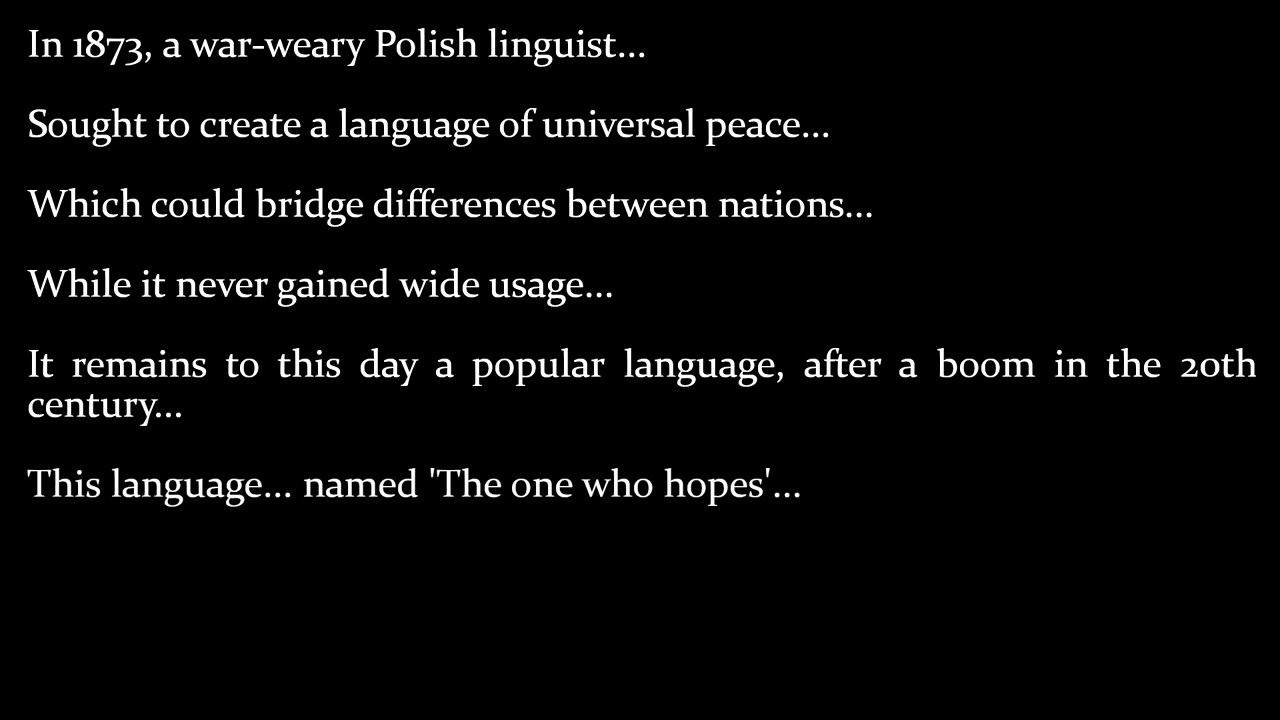 In 1873, a war-weary Polish linguist...
Sought to create a language of universal peace...
Which could bridge differences between nations...
While it never gained wide usage...
It remains to this day a popular language, after a boom in the 20th
century...
This language... named 'The one who hopes'...